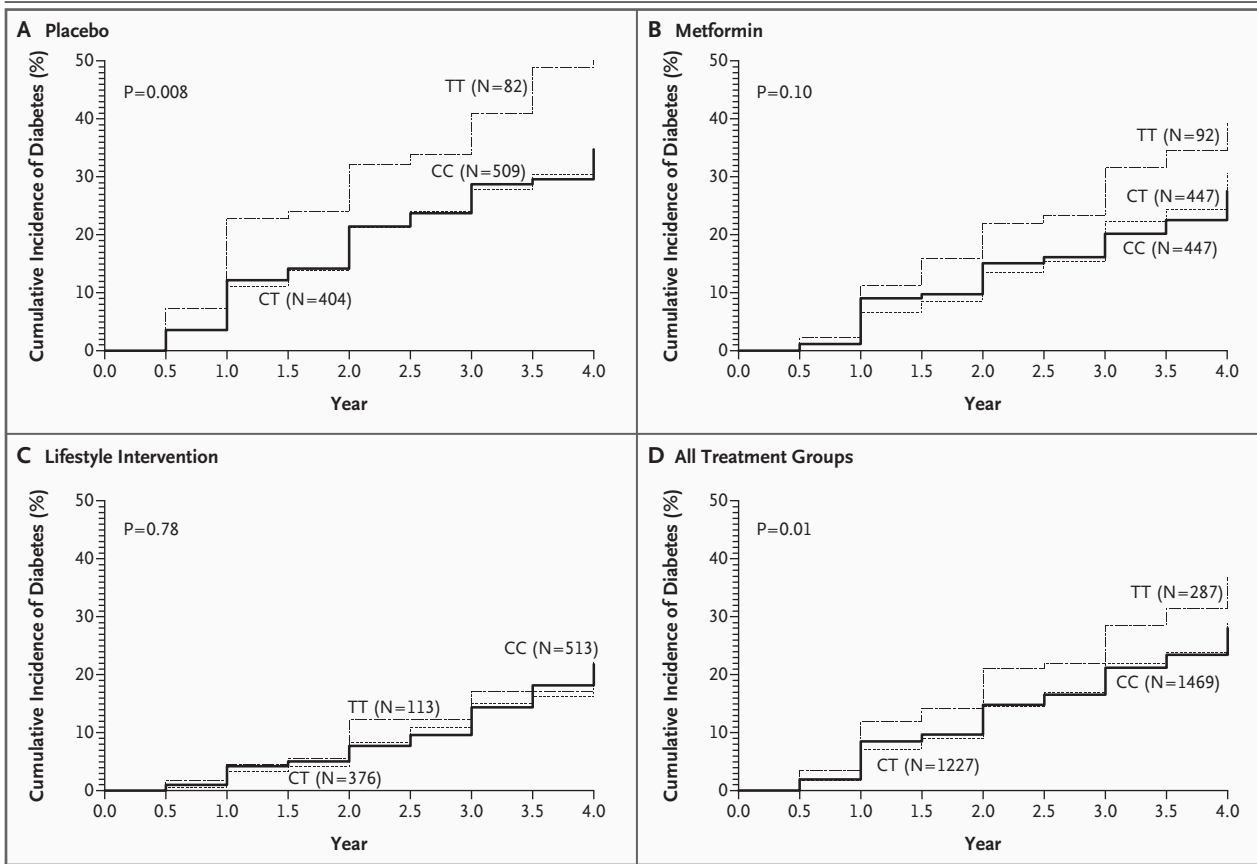 A Placebo
Cumulative Incidence of Diabetes (%)
50
40
30
20
10
0
P=0.008
TT (N=82)
CC (N=509)
CT (N=404)
0.0 0.5 1.0 1.5 2.0 2.5 3.0 3.5 4.0
Year
B Metformin
Cumulative Incidence of Diabetes (%)
50
40
30
20
10
0
P=0.10
TT (N=92)
CT (N=447)
CC (N=447)
0.0 0.5 1.0 1.5 2.0 2.5 3.0 3.5 4.0
Year
C Lifestyle Intervention
Cumulative Incidence of Diabetes (%)
50
40
30
20
10
0
P=0.78
CC (N=513)
TT (N=113)
CT (N=376)
0.0 0.5 1.0 1.5 2.0 2.5 3.0 3.5 4.0
Year
D All Treatment Groups
Cumulative Incidence of Diabetes (%)
50
40
30
20
10
0
P=0.01
TT (N=287)
CC (N=1469)
CT (N=1227)
0.0 0.5 1.0 1.5 2.0 2.5 3.0 3.5 4.0
Year